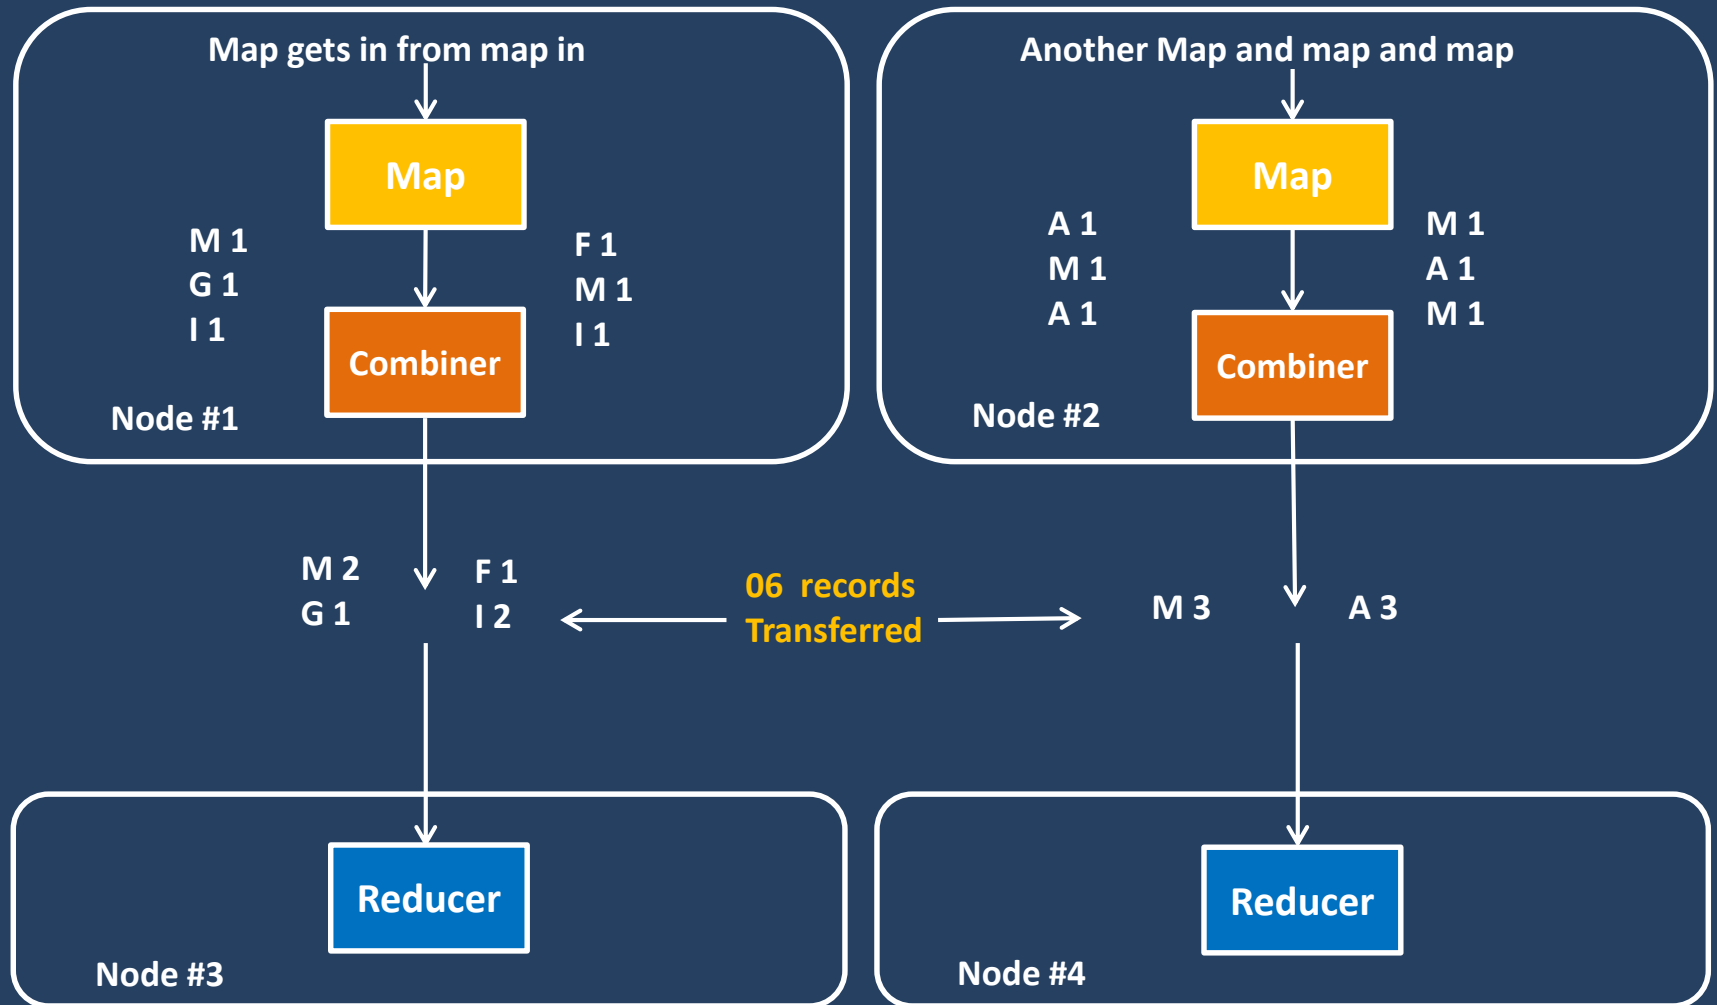 Map gets in from map in
Map
M 1
G 1
I 1
F 1
M 1
I 1
Combiner
Node #1
Another Map and map and map
Map
A 1
M 1
A 1
M 1
A 1
M 1
Combiner
Node #2
M 2
G 1
F 1
I 2
06 records
Transferred
M 3
A 3
Reducer
Node #3
Reducer
Node #4